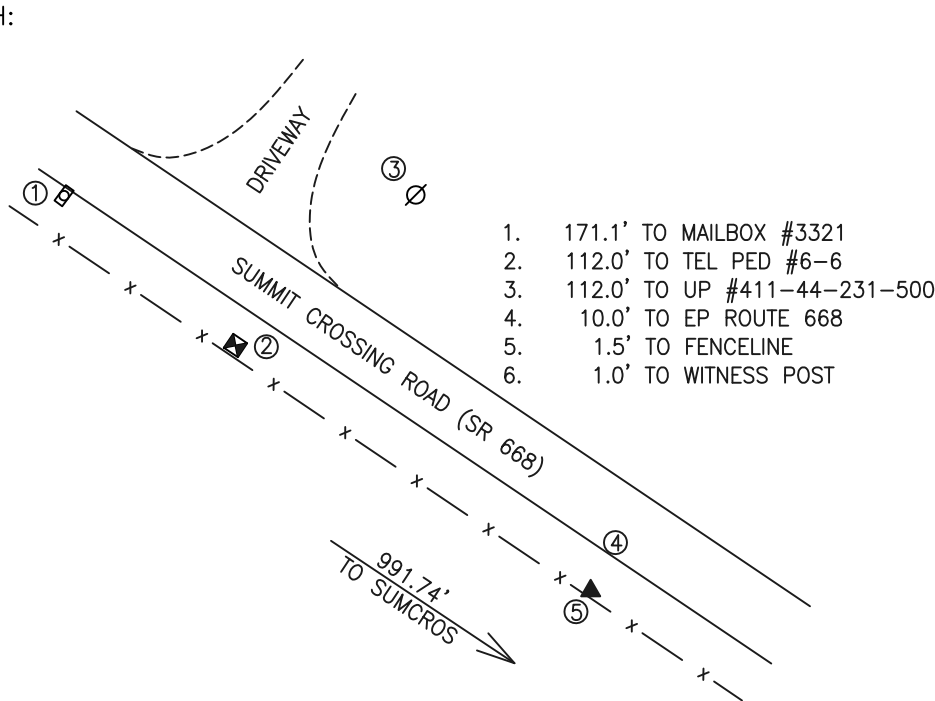 H:
DRIVEWAY
③
①
1. 171.1' TO MAILBOX #3321
2. 112.0' TO TEL PED #6-6
3. 112.0' TO UP #411-44-231-500
4. 10.0' TO EP ROUTE 668
5. 1.5' TO FENCELINE
6. 1.0' TO WITNESS POST
SUMMIT CROSSING ROAD (SR 668)
②
④
⑤
991.74'
TO SUMCROS